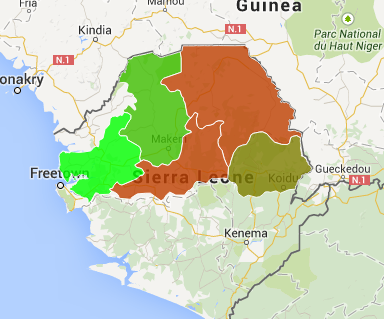 Fria
Mamou
Guinea
Kindia
Parc National
du Haut Niger
N.1
N.1
onakry
Makeni
Freetown
Sierra Leone
Koidu
Gueckedou
N.1
Kenema